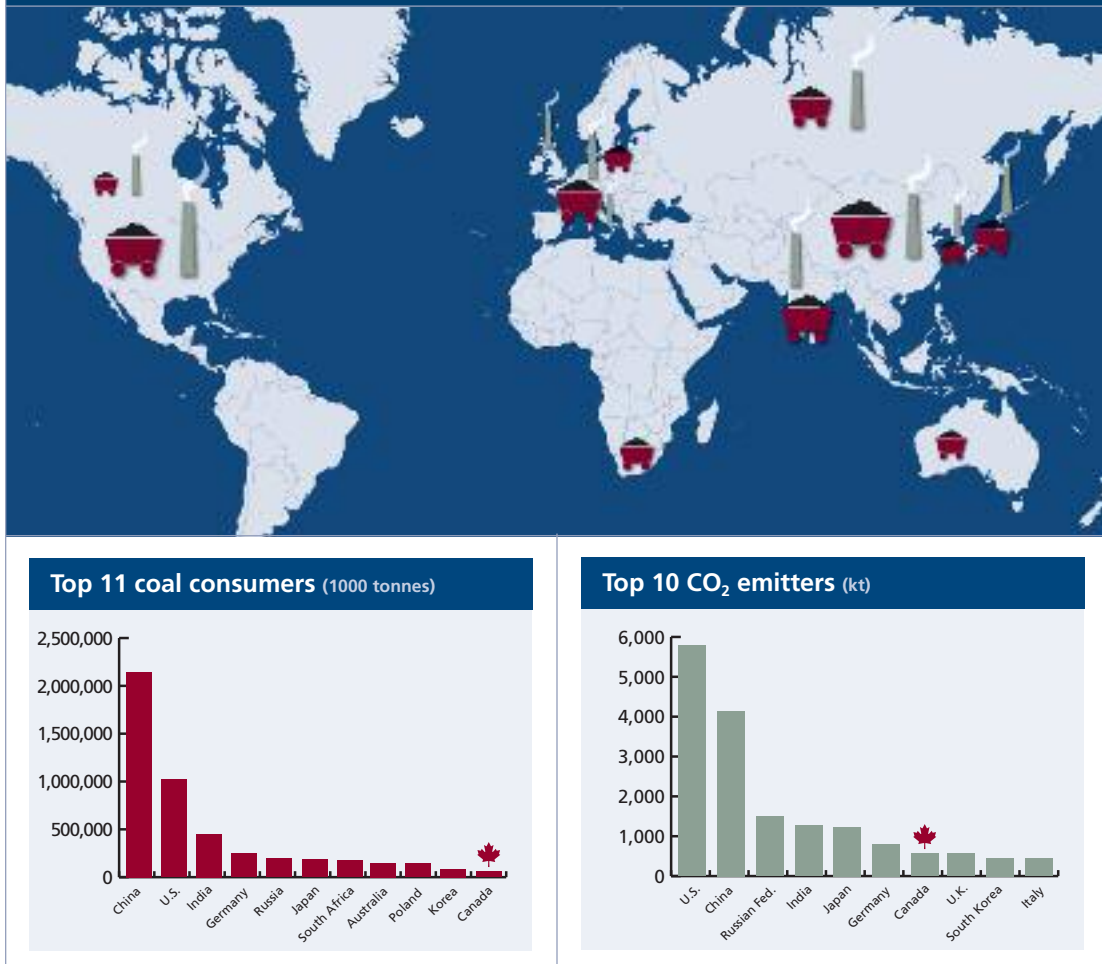 Top 11 coal consumers (1000 tonnes)
2,500,000
2,000,000
1,500,000
1,000,000
500,000
0
China
U.S.
India
Germany
Russia
Japan
South Africa
Australia
Poland
Korea
Canada
Top 10 CO₂ emitters (kt)
6,000
5,000
4,000
3,000
2,000
1,000
0
U.S.
China
Russian Fed.
India
Japan
Germany
Canada
U.K.
South Korea
Italy